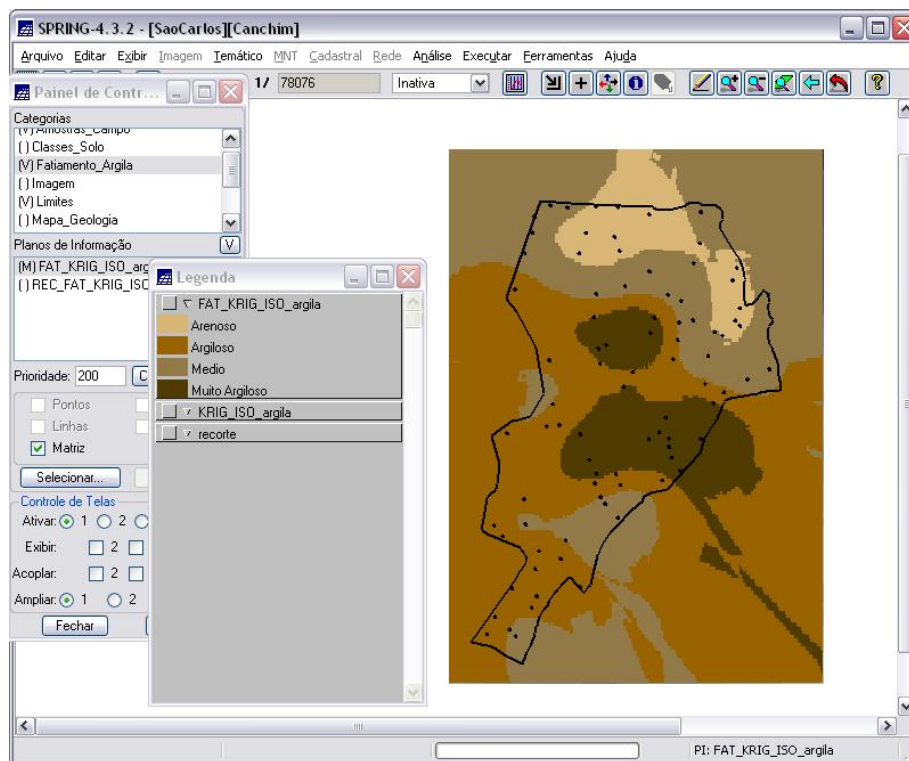 SPRING-4.3.2 - [SaoCarlos][Canchim]
Arquivo Editar Exibir Imagem Temático MNT Cadastral Rede Análise Executar Ferramentas Ajuda
1/ 78076 Inativa
Painel de Contr...
Categorias
(V) Amostras_Campo
( ) Classes_Solo
(V) Fatiamento_Argila
( ) Imagem
(V) Limites
( ) Mapa_Geologia
Planos de Informação V
(M) FAT_KRIG_ISO_arg
( ) REC_FAT_KRIG_ISO
Prioridade: 200 C
Pontos
Linhas
Matriz
Selecionar...
Controle de Telas
Ativar: 1 2
Exibir: 2
Acoplar: 2
Ampliar: 1 2
Fechar
Legenda
FAT_KRIG_ISO_argila
Arenoso
Argiloso
Medio
Muito Argiloso
KRIG_ISO_argila
recorte
PI: FAT_KRIG_ISO_argila